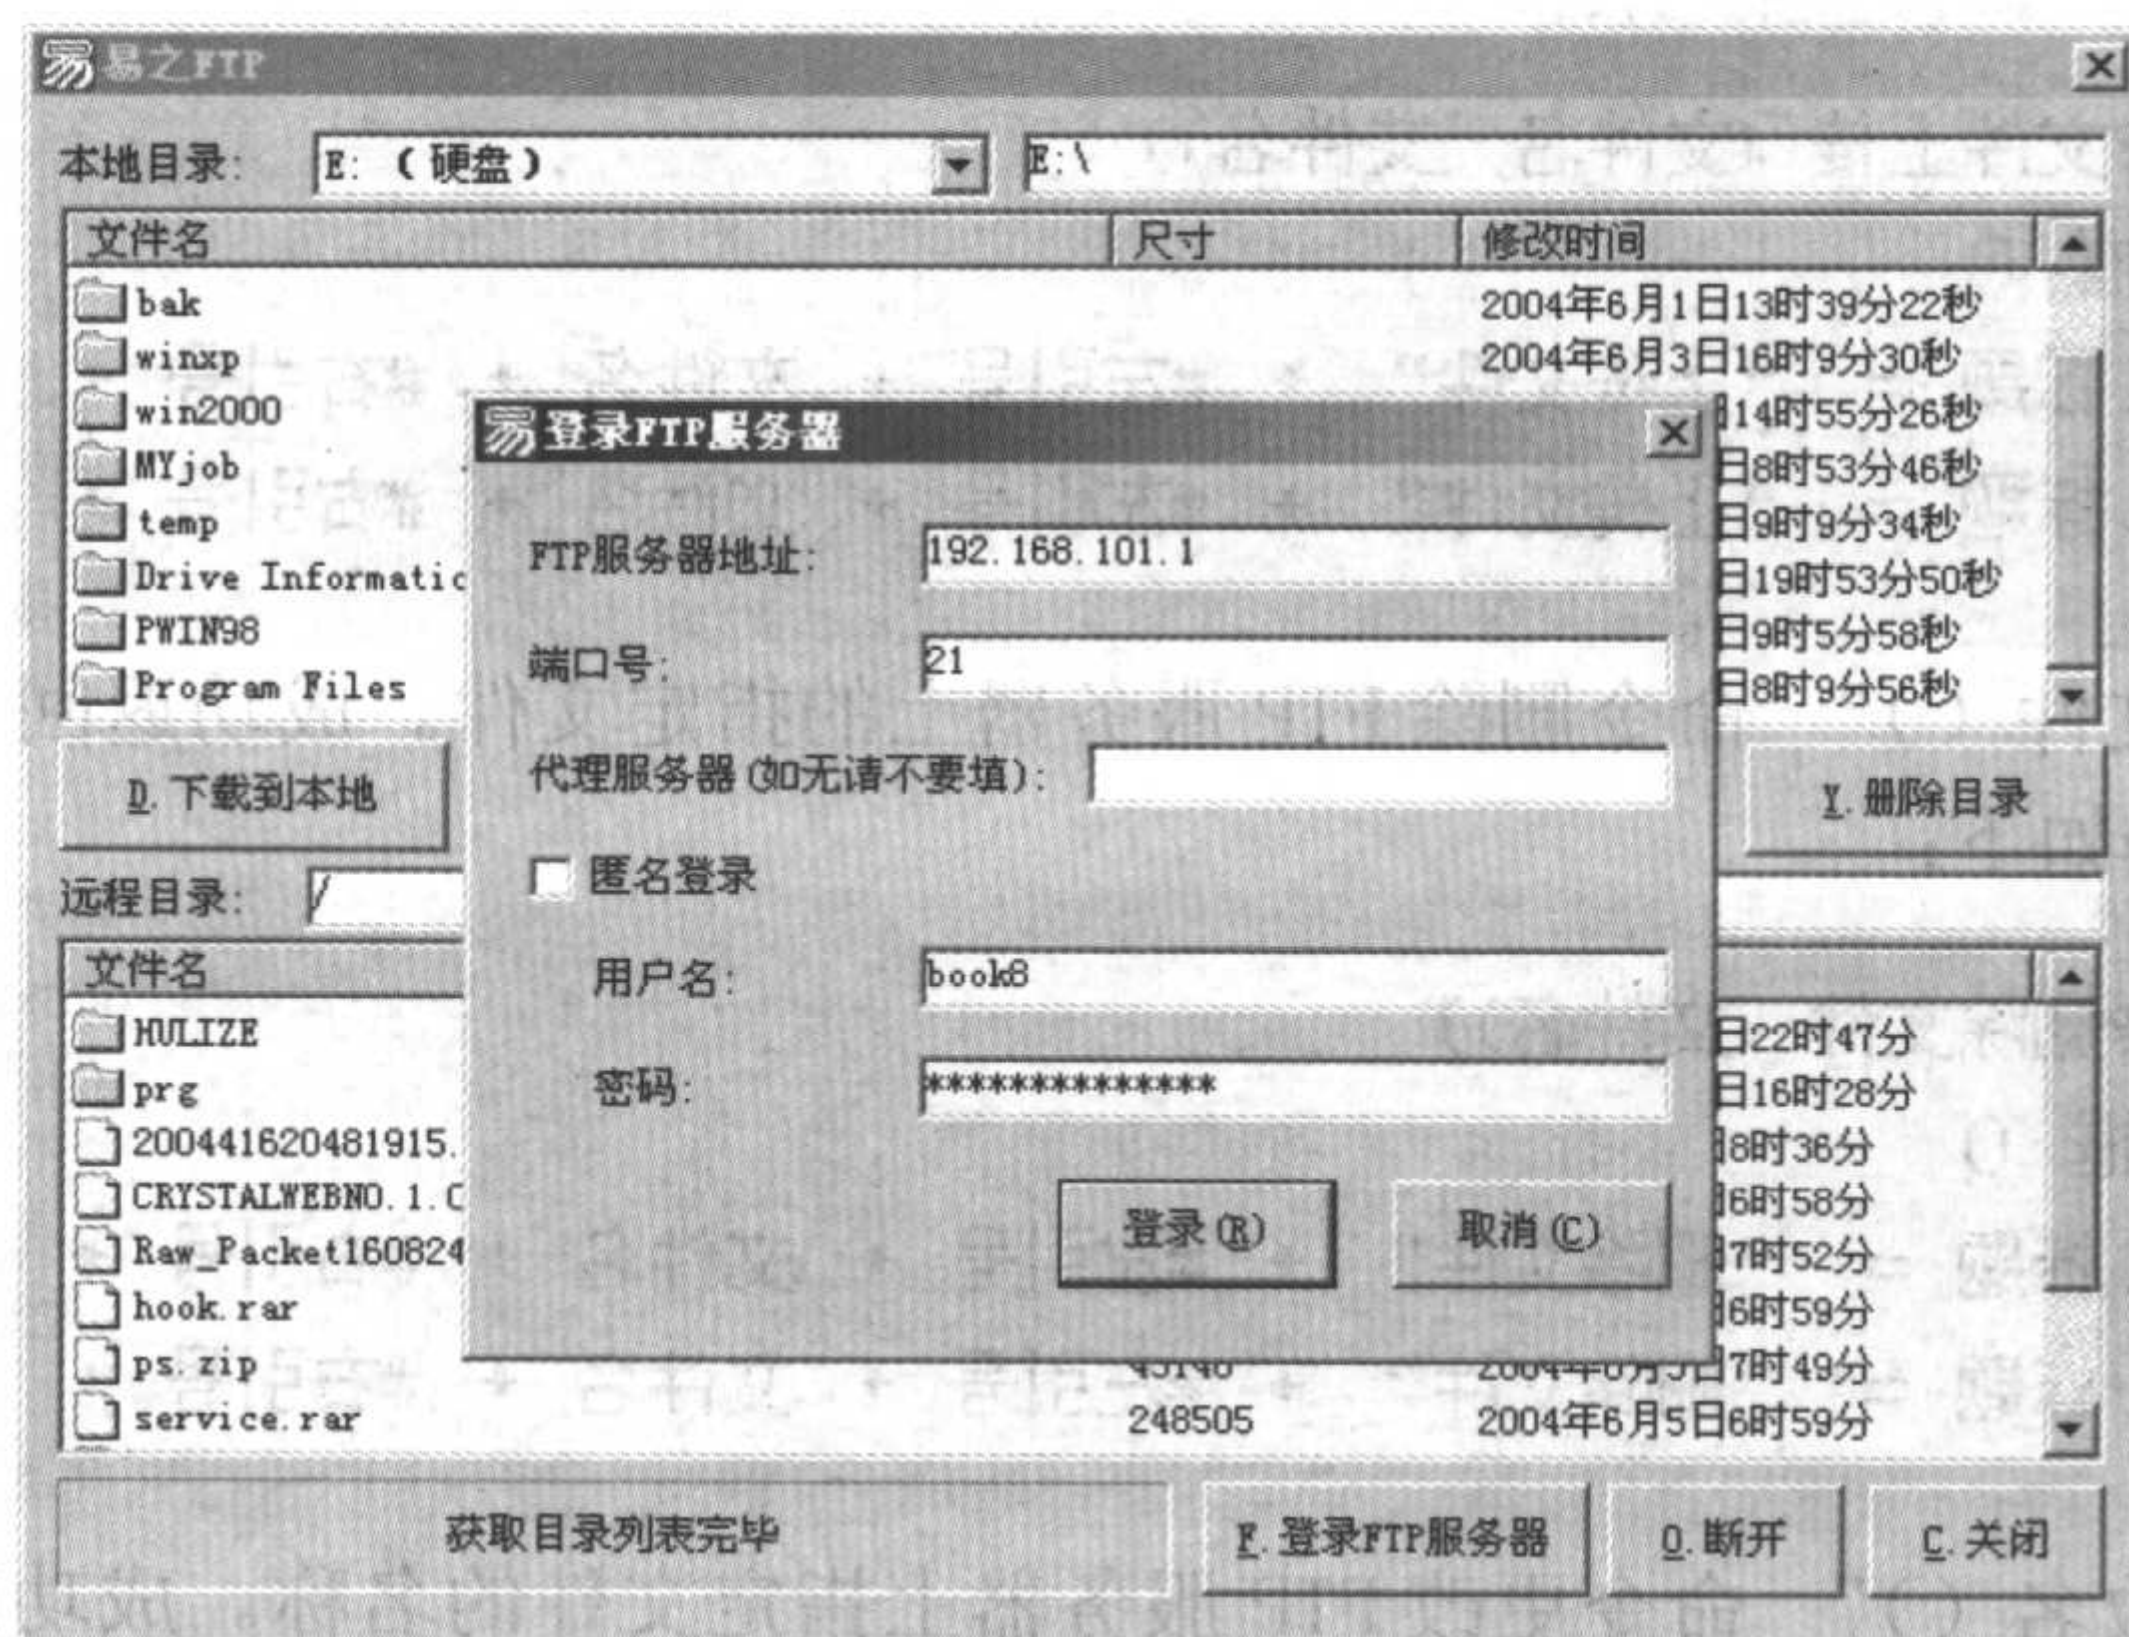 易之FTP
本地目录: E: (硬盘) E:\
文件名 尺寸 修改时间
bak 2004年6月1日13时39分22秒
winxp 2004年6月3日16时9分30秒
win2000 14时55分26秒
MYjob 日8时53分46秒
temp 日9时9分34秒
Drive Informatic 日19时53分50秒
PWIN98 日9时5分58秒
Program Files 日8时9分56秒
D.下载到本地 Y.删除目录
远程目录: /
文件名
HULIZE 日22时47分
prg 日16时28分
200441620481915. 8时36分
CRYSTALWEBNO.1.C 6时58分
Raw_Packet160824 7时52分
hook.rar 6时59分
ps.zip 7时49分
service.rar 248505 2004年6月5日6时59分
获取目录列表完毕 F.登录FTP服务器 O.断开 C.关闭
登录FTP服务器
FTP服务器地址: 192.168.101.1
端口号: 21
代理服务器(如无请不要填):
匿名登录
用户名: book8
密码: **************
登录(R) 取消(C)